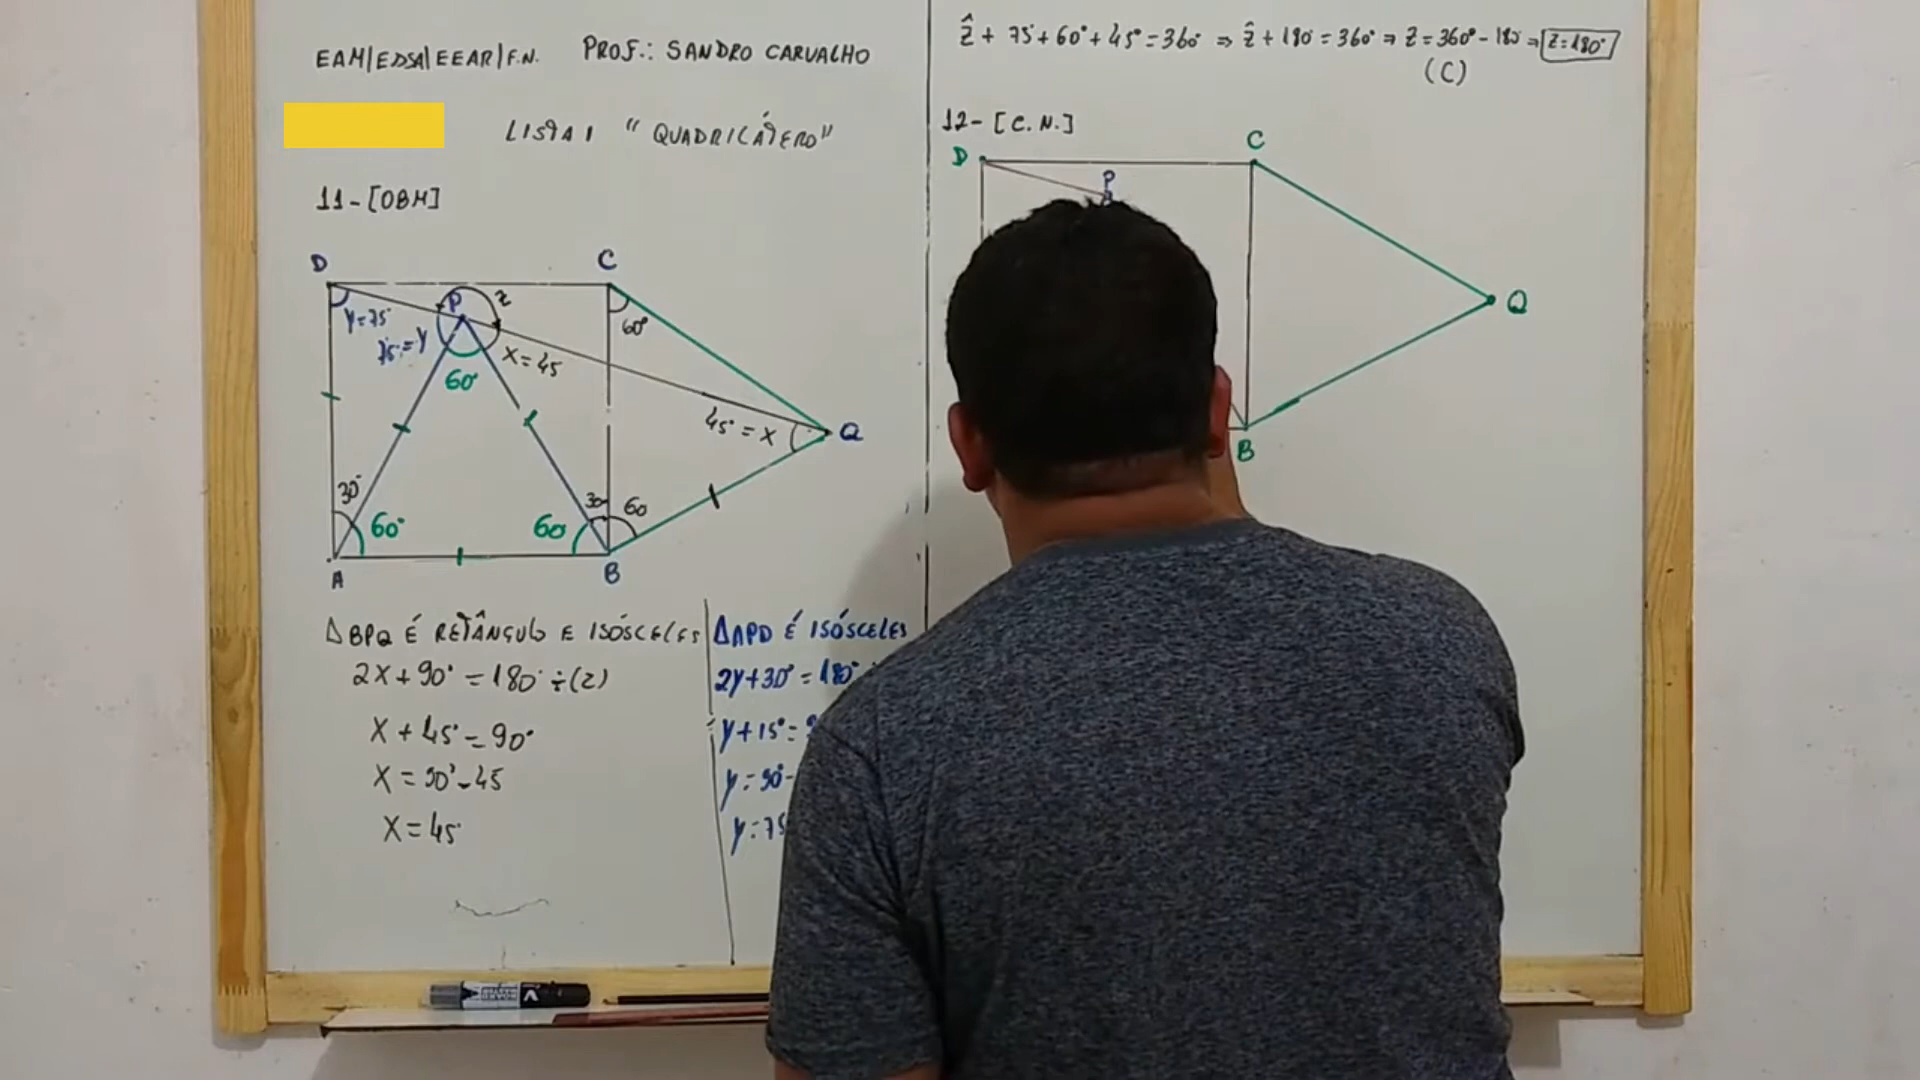 EAM|EDSA|EEAR|F.N. PROF.: SANDRO CARVALHO
LISTA 1 "QUADRILÁTERO"
11- [OBM]
D
C
P
Z
Y=75°
75°=Y
60°
X=45
60°
45°=X
Q
30°
60°
60
30
60
A
B
ΔBPQ É RETÂNGULO E ISÓSCELES
2X+90°=180°÷(2)
X+45°=90°
X=90°-45
X=45°
ΔAPD É ISÓSCELES
2Y+30°=180°
Y+15°=
Y=90-
Y=75
Ẑ+75°+60°+45°=360° ⇒ Ẑ+180°=360° ⇒ Z=360°-180° ⇒ Z=180°
(C)
12- [C.N.]
D
C
P
Q
B